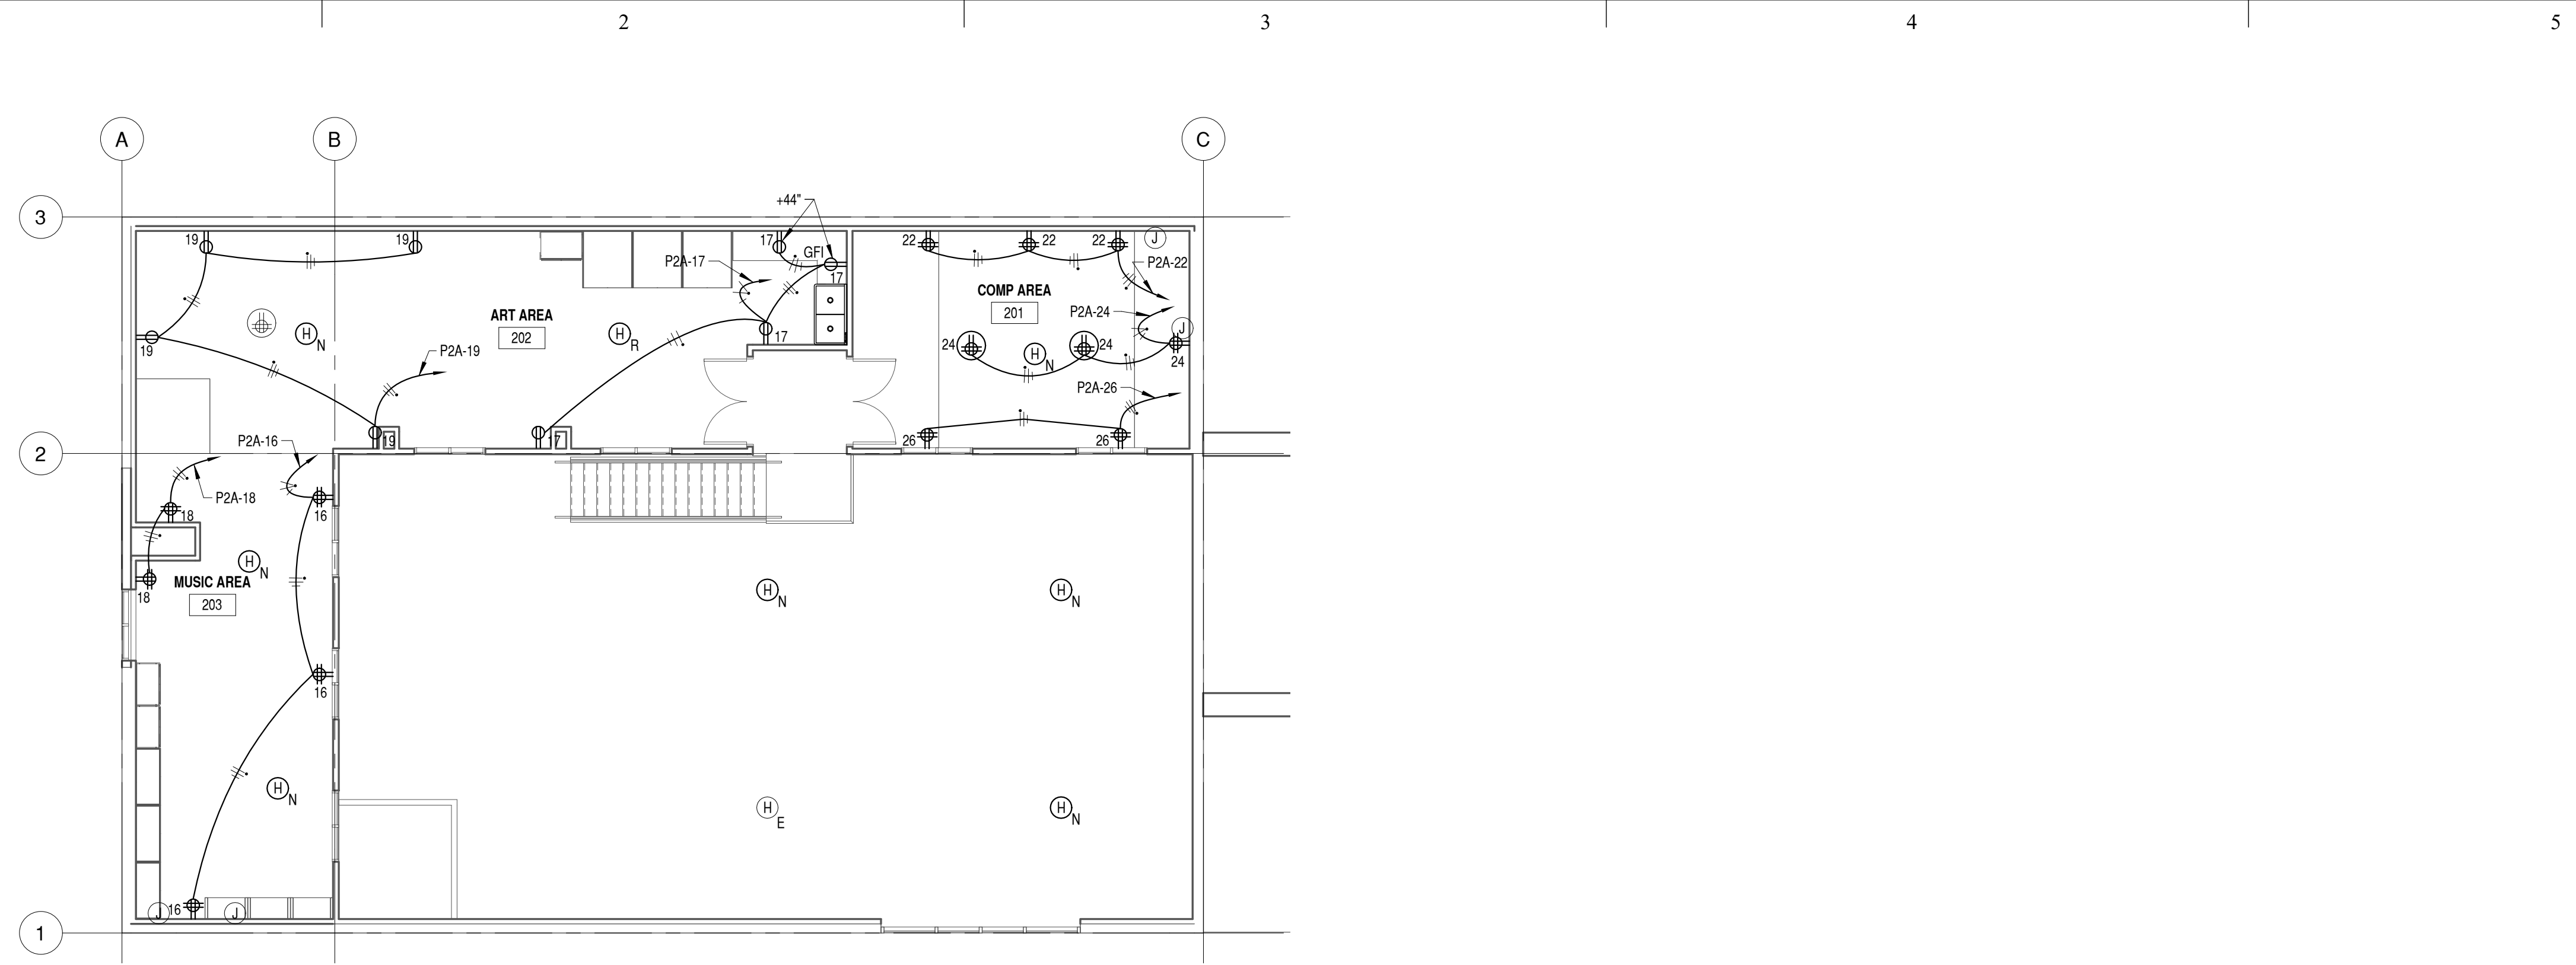 2 3 4 5
A B C
3
+44"
19 19 17 GFI 22 22 22 J
P2A-17 17 P2A-22
COMP AREA
ART AREA 201 P2A-24
202
H N H R 17 J
19 P2A-19 24 H N 24 24
P2A-26
19 17 26 26
P2A-16
2
P2A-18
18 16
H N
MUSIC AREA H N H N
18
203
16
H N H E H N
J 16 J
1